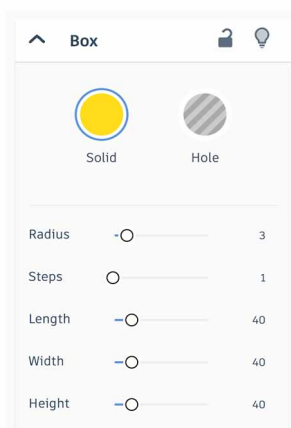 Box
Solid Hole
Radius 3
Steps 1
Length 40
Width 40
Height 40